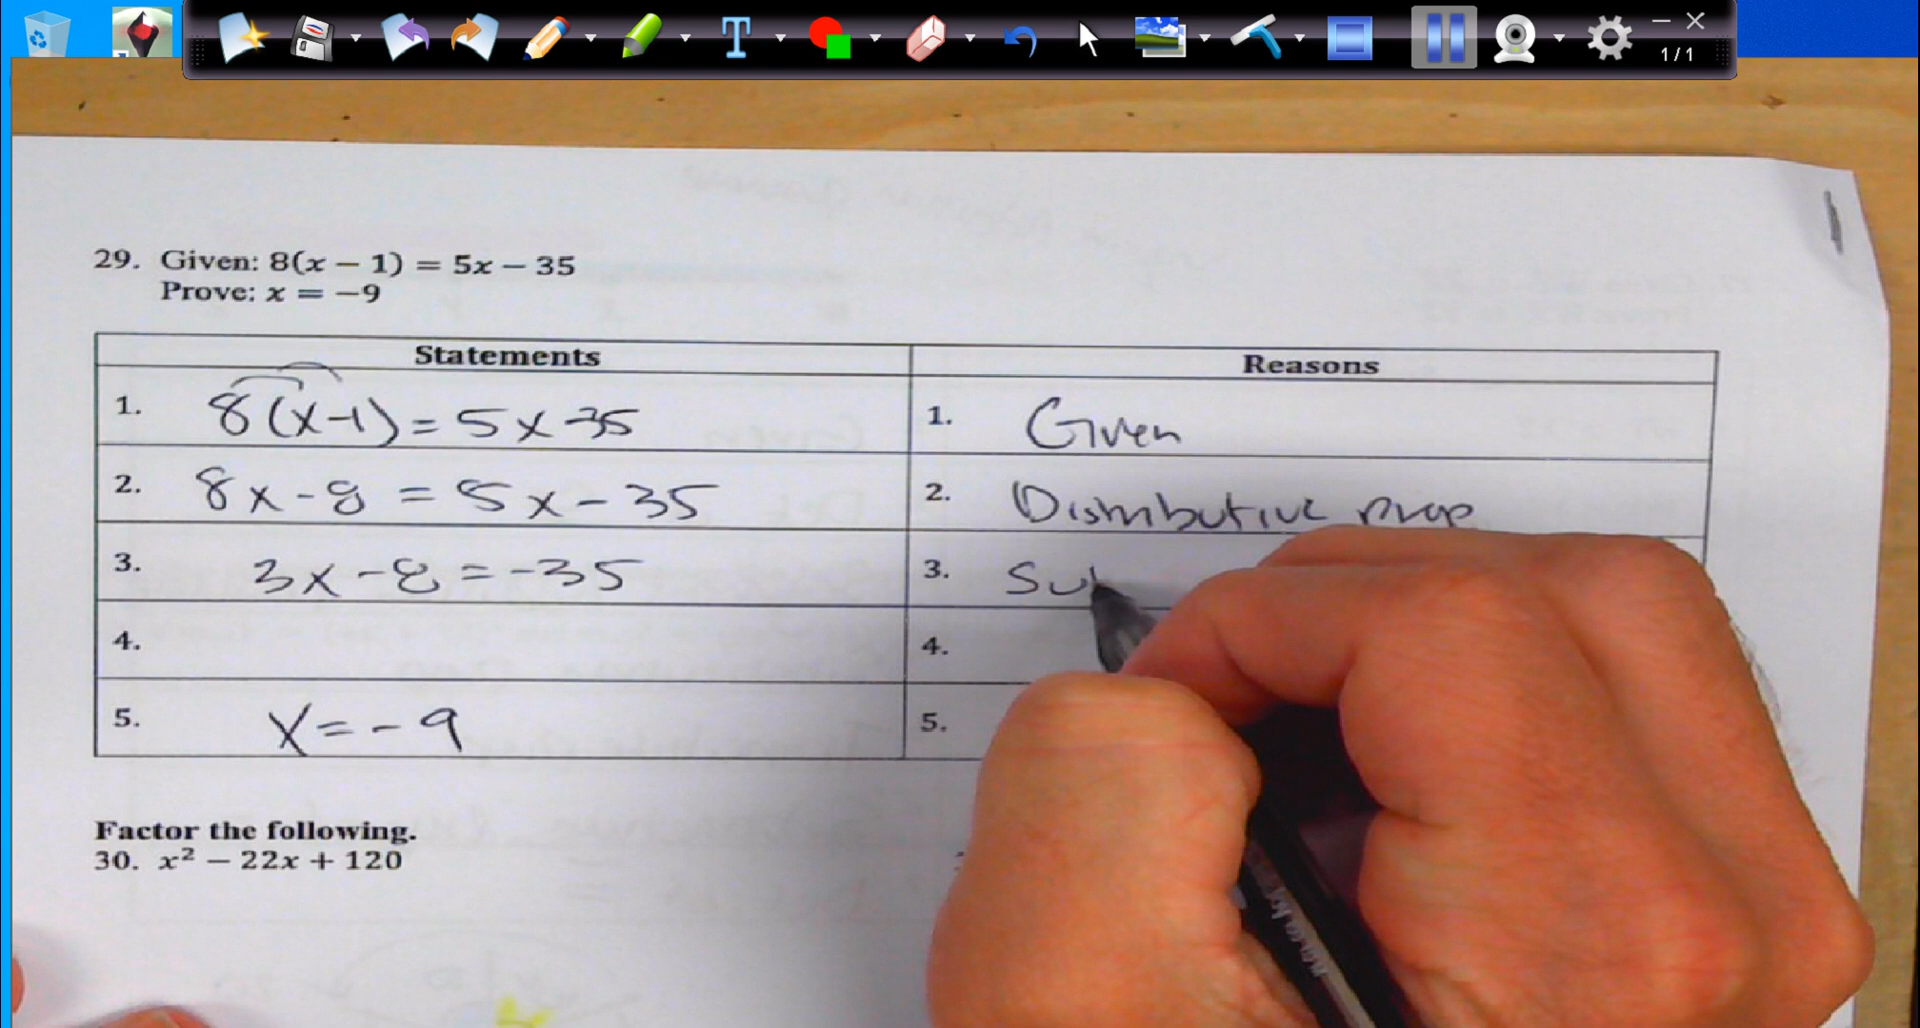 1/1
29. Given: 8(x − 1) = 5x − 35
Prove: x = −9
Statements
Reasons
1. 8(x-1) = 5x-35
1. Given
2. 8x - 8 = 5x - 35
2. Distributive prop
3. 3x - 8 = -35
3. Sub
4.
4.
5. x = - 9
5.
Factor the following.
30. x² − 22x + 120